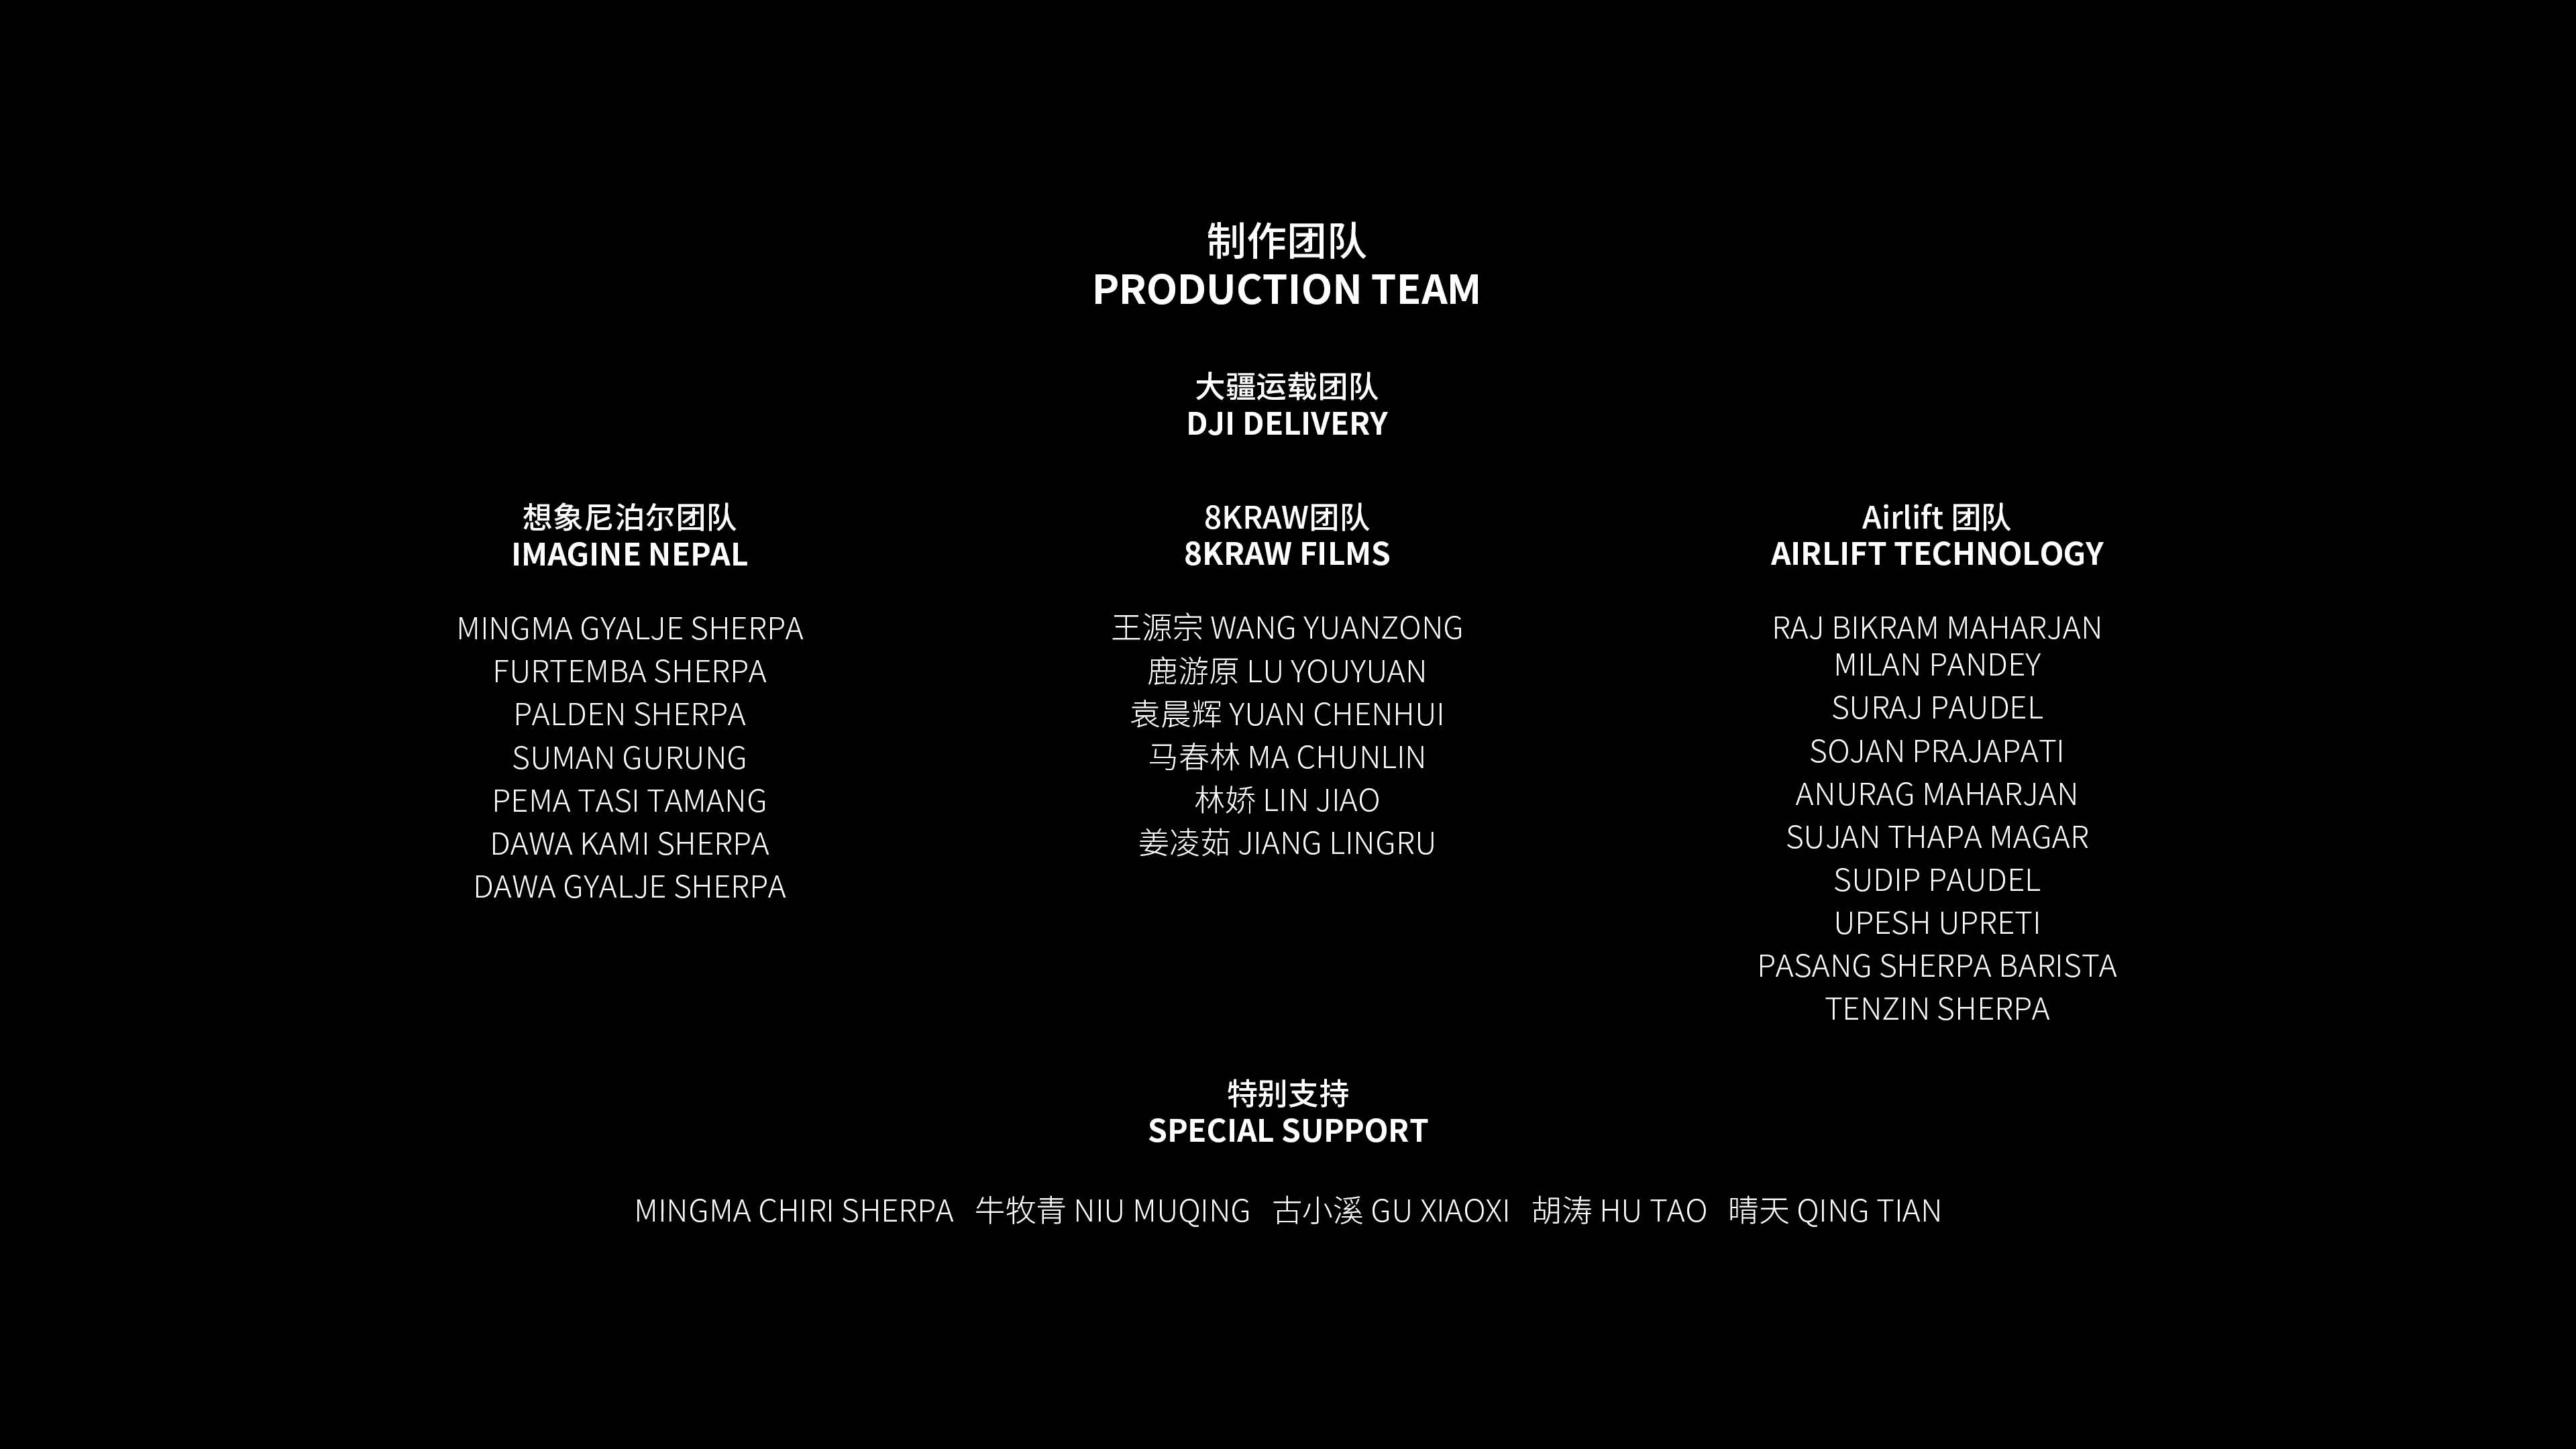 制作团队
PRODUCTION TEAM
大疆运载团队
DJI DELIVERY
想象尼泊尔团队
IMAGINE NEPAL
MINGMA GYALJE SHERPA
FURTEMBA SHERPA
PALDEN SHERPA
SUMAN GURUNG
PEMA TASI TAMANG
DAWA KAMI SHERPA
DAWA GYALJE SHERPA
8KRAW团队
8KRAW FILMS
王源宗 WANG YUANZONG
鹿游原 LU YOUYUAN
袁晨辉 YUAN CHENHUI
马春林 MA CHUNLIN
林娇 LIN JIAO
姜凌茹 JIANG LINGRU
Airlift 团队
AIRLIFT TECHNOLOGY
RAJ BIKRAM MAHARJAN
MILAN PANDEY
SURAJ PAUDEL
SOJAN PRAJAPATI
ANURAG MAHARJAN
SUJAN THAPA MAGAR
SUDIP PAUDEL
UPESH UPRETI
PASANG SHERPA BARISTA
TENZIN SHERPA
特别支持
SPECIAL SUPPORT
MINGMA CHIRI SHERPA 牛牧青 NIU MUQING 古小溪 GU XIAOXI 胡涛 HU TAO 晴天 QING TIAN